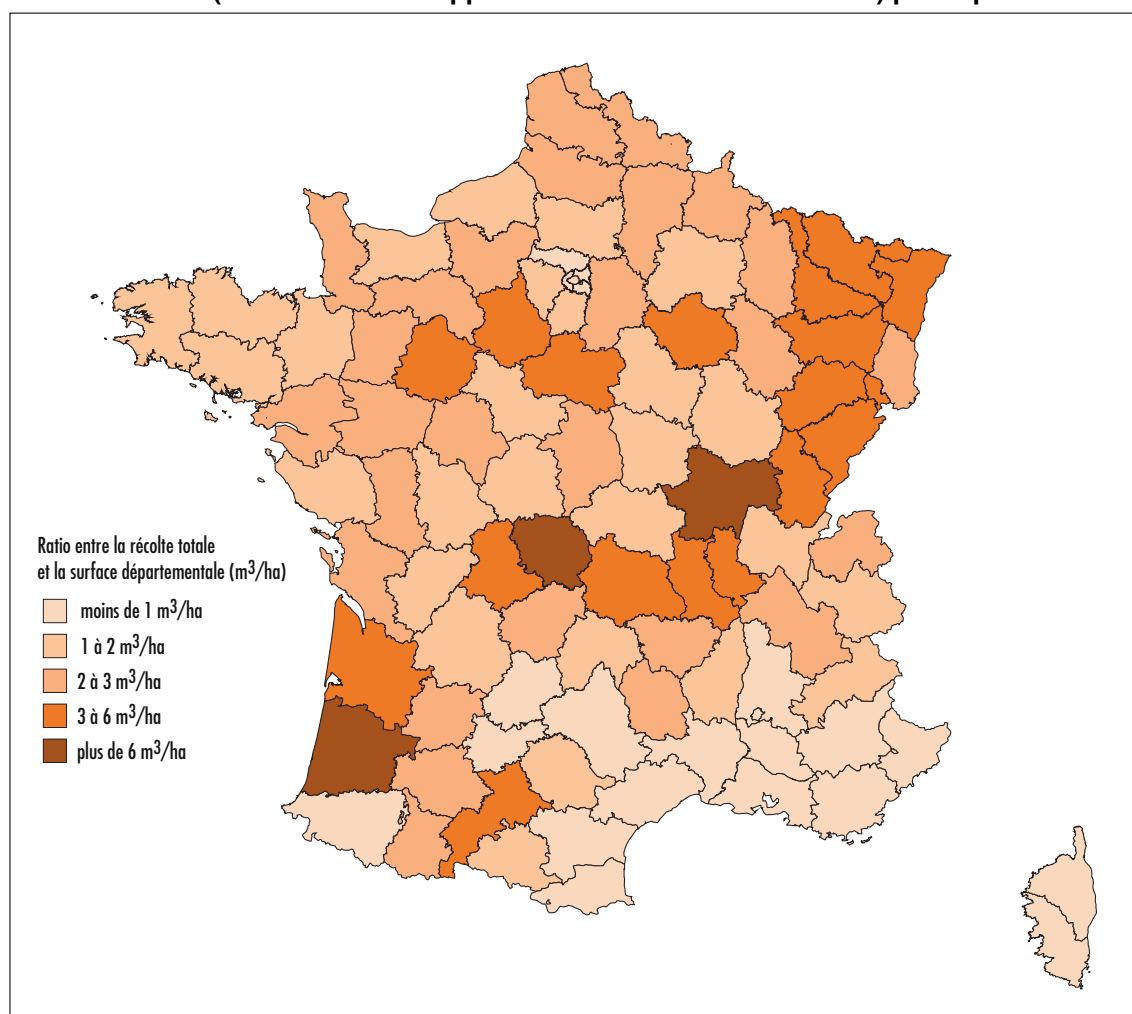 Ratio entre la récolte totale
et la surface départementale (m³/ha)
moins de 1 m³/ha
1 à 2 m³/ha
2 à 3 m³/ha
3 à 6 m³/ha
plus de 6 m³/ha